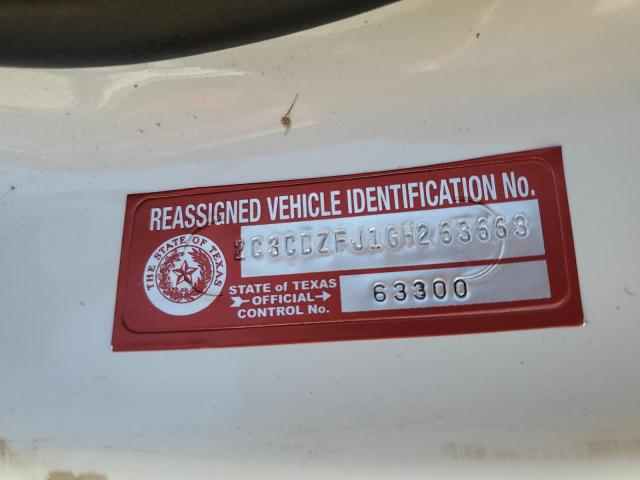 REASSIGNED VEHICLE IDENTIFICATION No.
2C3CDZFJ1GH263663
THE STATE OF TEXAS
STATE of TEXAS
OFFICIAL
CONTROL No.
63300